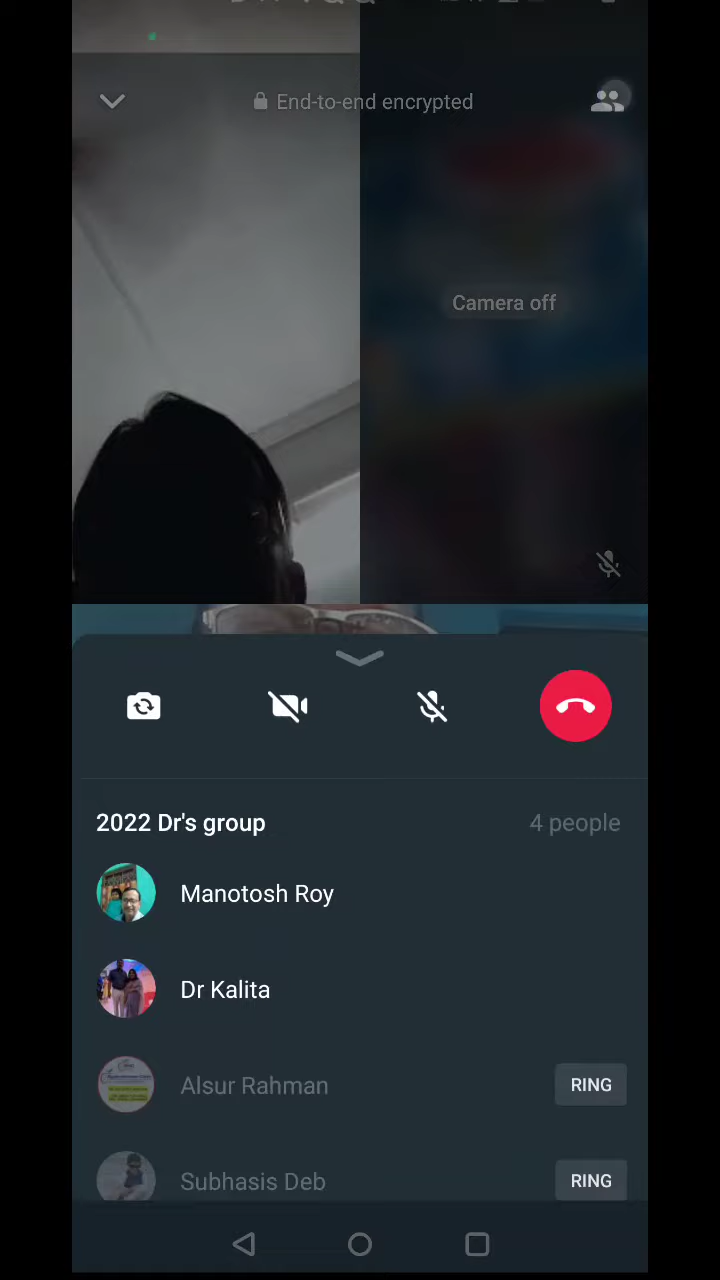 End-to-end encrypted
Camera off
2022 Dr's group
4 people
Manotosh Roy
Dr Kalita
Alsur Rahman
RING
Subhasis Deb
RING